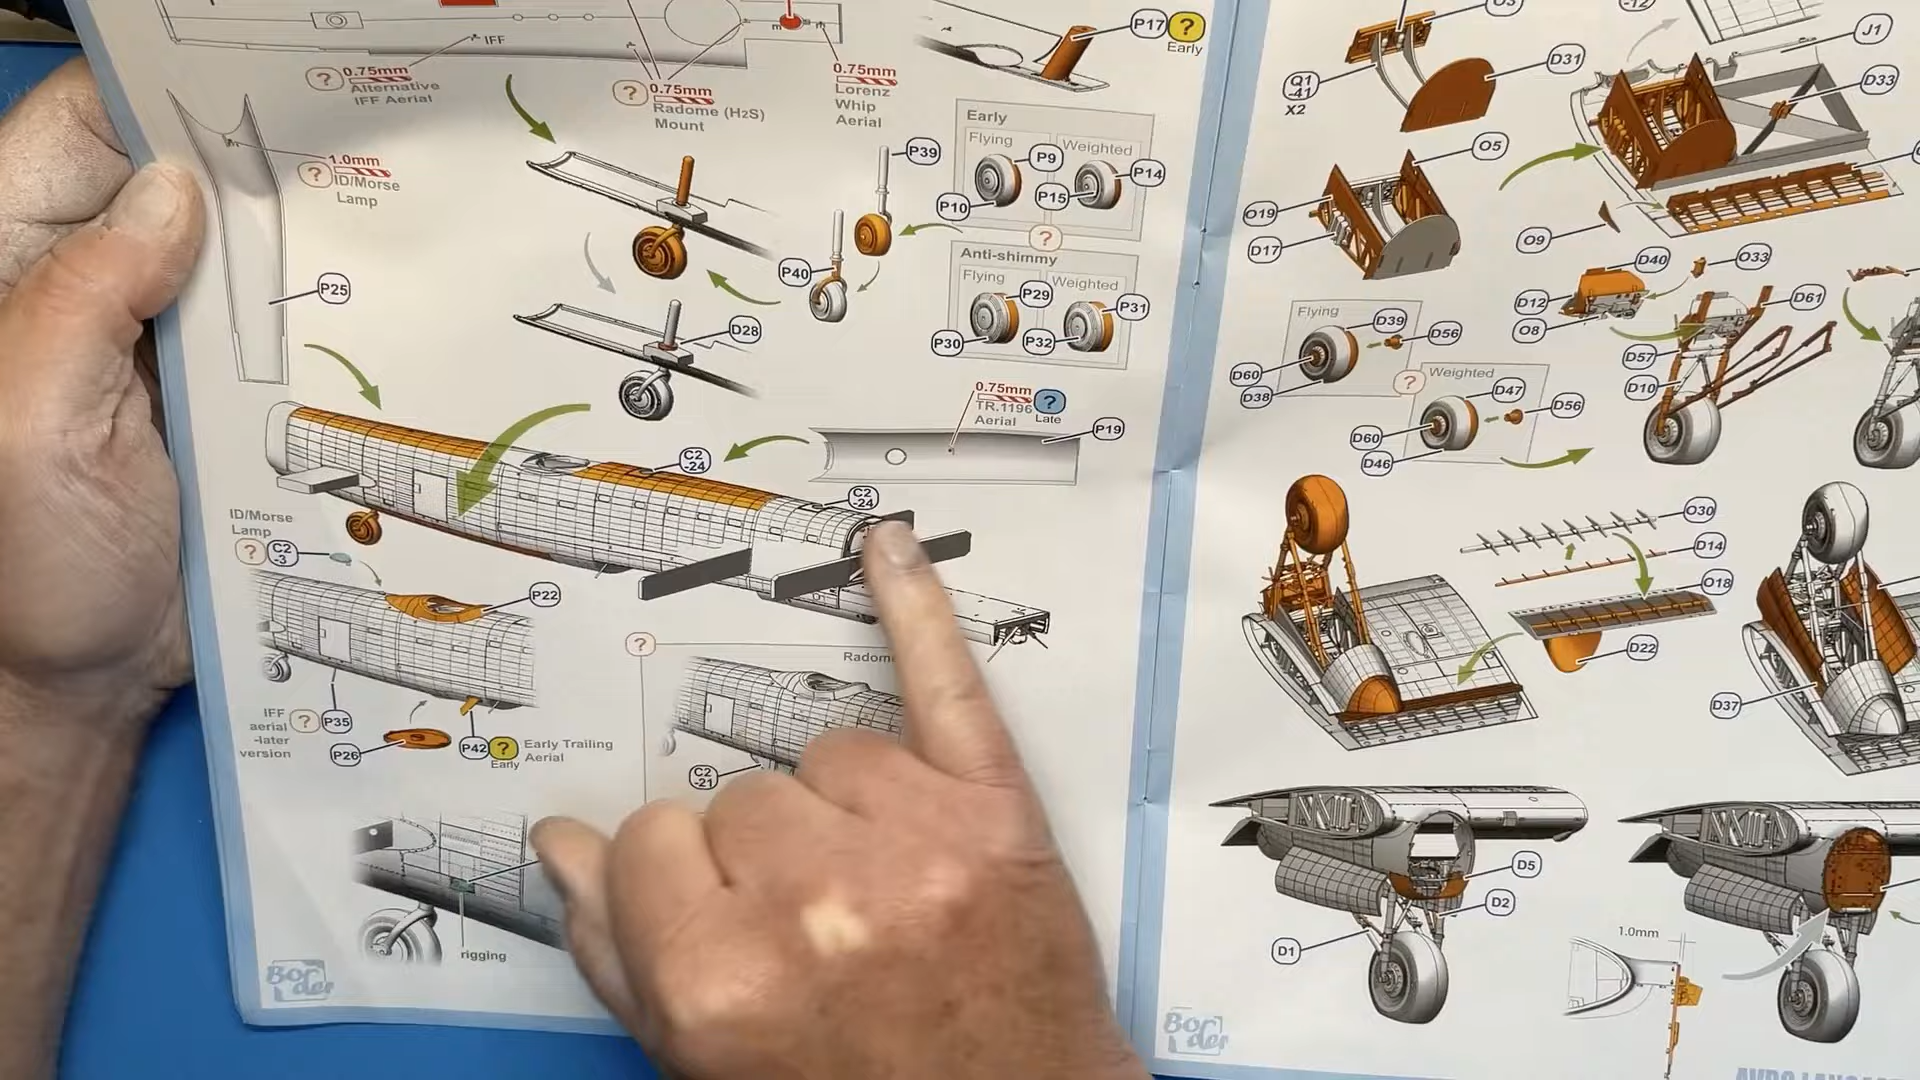 IFF
0.75mm
Alternative
IFF Aerial
?
0.75mm
Radome (H2S)
Mount
?
m
0.75mm
Lorenz
Whip
Aerial
P17
?
Early
1.0mm
ID/Morse
Lamp
?
P25
P39
P40
D28
Early
Flying
Weighted
P9
P10
P14
P15
?
Anti-shimmy
Flying
Weighted
P29
P30
P31
P32
0.75mm
TR.1196
Aerial
?
Late
P19
C2
-24
C2
-24
ID/Morse
Lamp
?
C2
-3
P22
IFF
aerial
-later
version
?
P35
P26
P42
?
Early
Early Trailing
Aerial
?
C2
-21
rigging
Border
Q1
-41
X2
D31
-12
J1
D33
O5
O19
D17
O9
D40
O33
D12
O8
D61
D57
D10
Flying
D39
D56
D60
D38
?
Weighted
D47
D56
D60
D46
O30
D14
O18
D22
D37
D5
D2
D1
1.0mm
Border